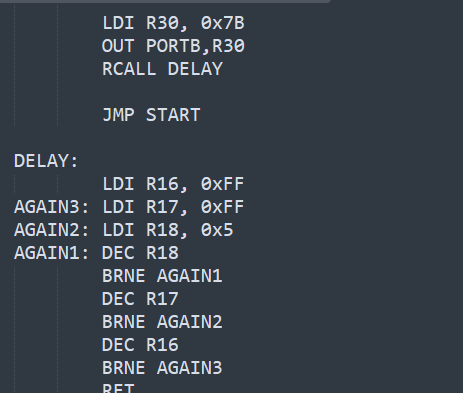 LDI R30, 0x7B
OUT PORTB,R30
RCALL DELAY
JMP START
DELAY:
LDI R16, 0xFF
AGAIN3: LDI R17, 0xFF
AGAIN2: LDI R18, 0x5
AGAIN1: DEC R18
BRNE AGAIN1
DEC R17
BRNE AGAIN2
DEC R16
BRNE AGAIN3
RET